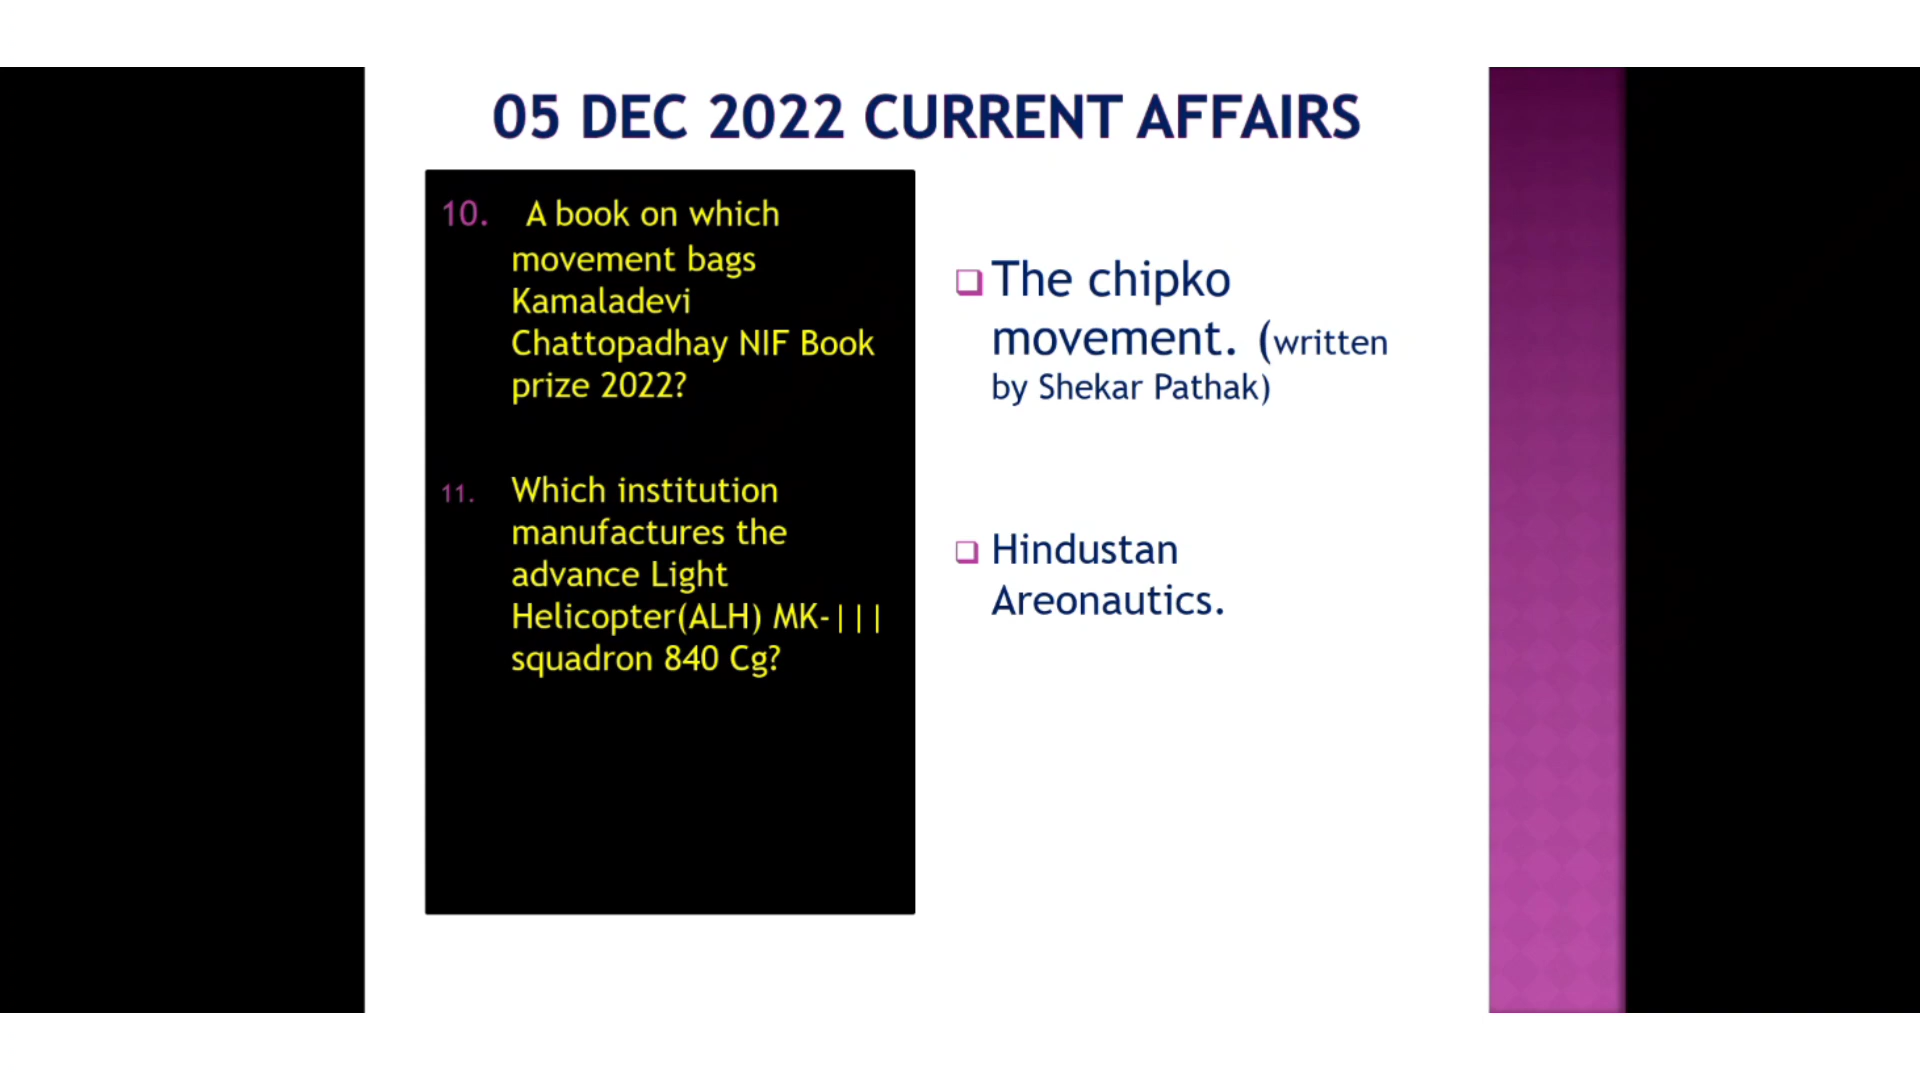 05 DEC 2022 CURRENT AFFAIRS
10. A book on which
movement bags
Kamaladevi
Chattopadhay NIF Book
prize 2022?
11. Which institution
manufactures the
advance Light
Helicopter(ALH) MK-|||
squadron 840 Cg?
❑ The chipko
movement. (written
by Shekar Pathak)
❑ Hindustan
Areonautics.